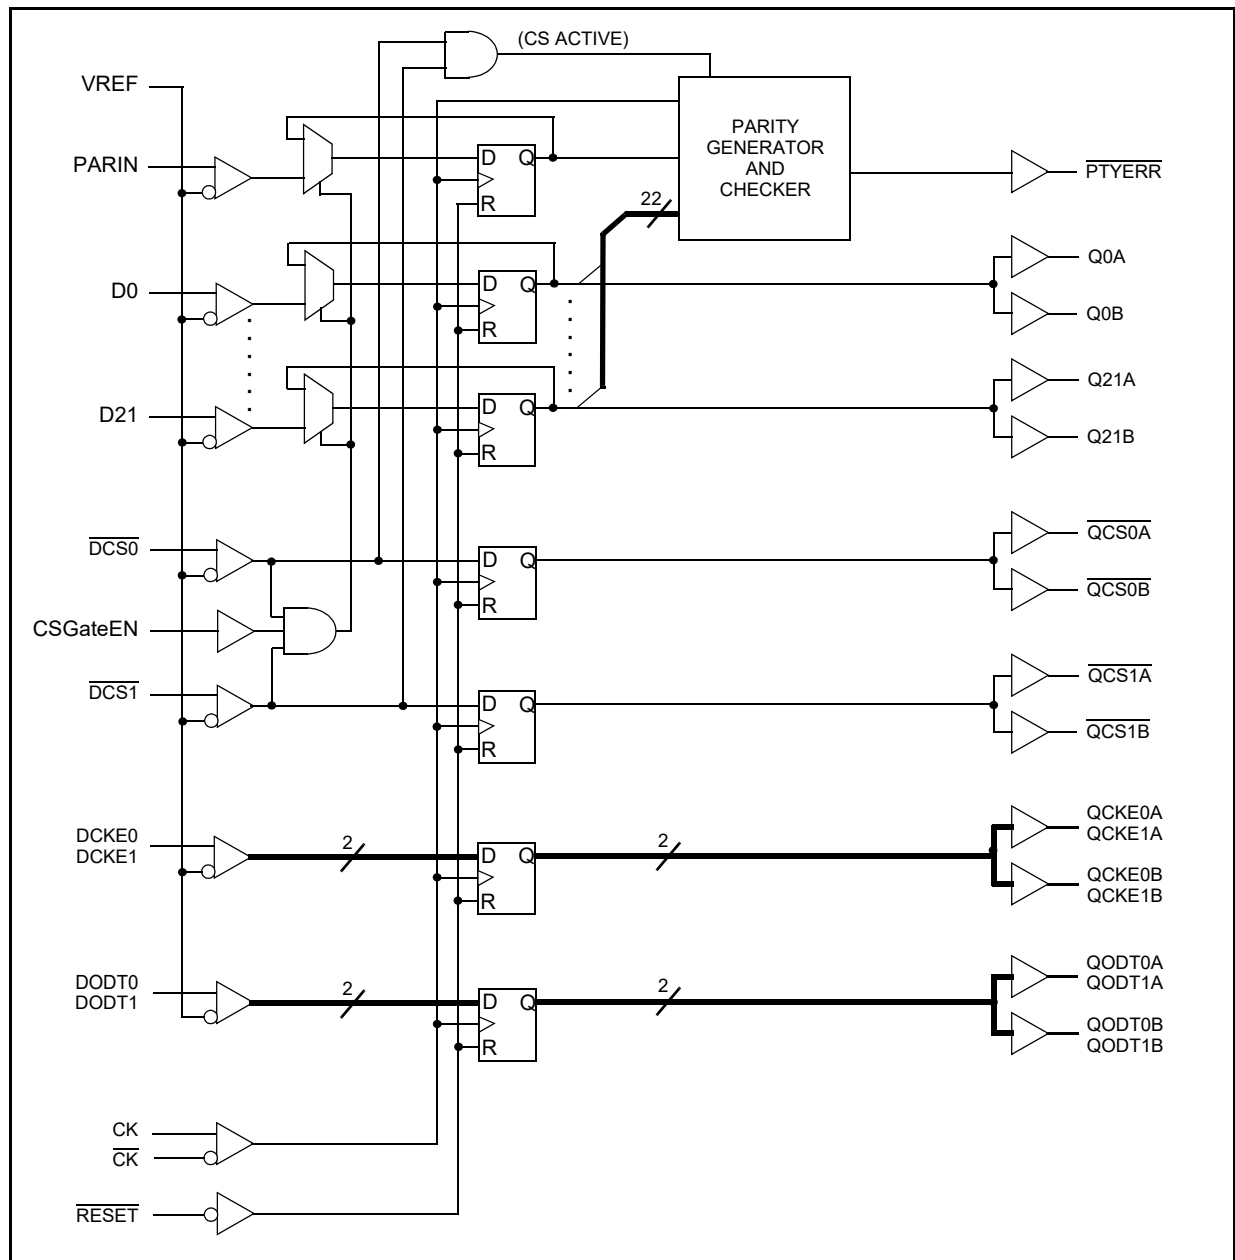 (CS ACTIVE)
VREF
PARITY
GENERATOR
AND
CHECKER
PARIN
D
Q
R
PTYERR
22
Q0A
D0
D
Q
R
Q0B
Q21A
D21
D
Q
R
Q21B
DCS0
D
Q
R
QCS0A
QCS0B
CSGateEN
DCS1
D
Q
R
QCS1A
QCS1B
DCKE0
DCKE1
2
D
Q
R
2
QCKE0A
QCKE1A
QCKE0B
QCKE1B
DODT0
DODT1
2
D
Q
R
2
QODT0A
QODT1A
QODT0B
QODT1B
CK
CK
RESET